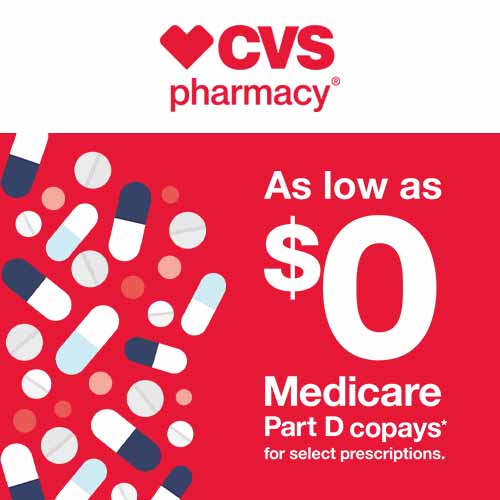 CVS
pharmacy®
As low as
$0
Medicare
Part D copays*
for select prescriptions.